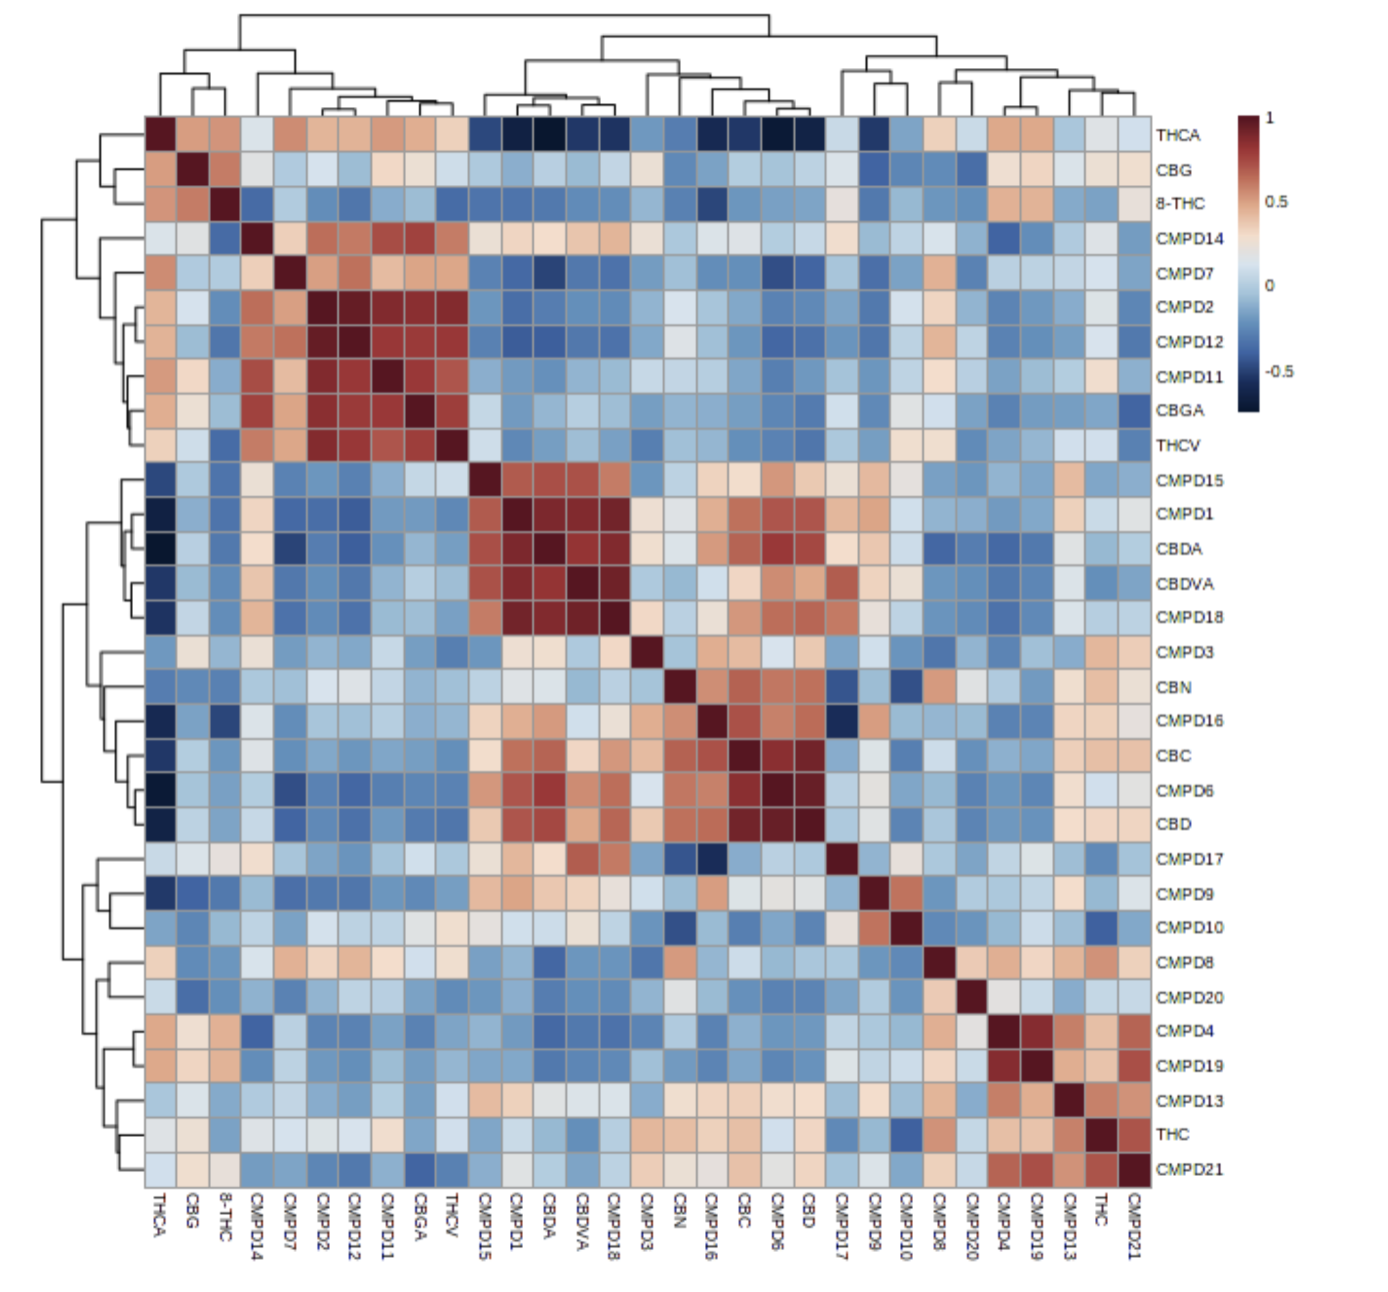 1
0.5
0
-0.5
THCA
CBG
8-THC
CMPD14
CMPD7
CMPD2
CMPD12
CMPD11
CBGA
THCV
CMPD15
CMPD1
CBDA
CBDVA
CMPD18
CMPD3
CBN
CMPD16
CBC
CMPD6
CBD
CMPD17
CMPD9
CMPD10
CMPD8
CMPD20
CMPD4
CMPD19
CMPD13
THC
CMPD21
THCA
CBG
8-THC
CMPD14
CMPD7
CMPD2
CMPD12
CMPD11
CBGA
THCV
CMPD15
CMPD1
CBDA
CBDVA
CMPD18
CMPD3
CBN
CMPD16
CBC
CMPD6
CBD
CMPD17
CMPD9
CMPD10
CMPD8
CMPD20
CMPD4
CMPD19
CMPD13
THC
CMPD21